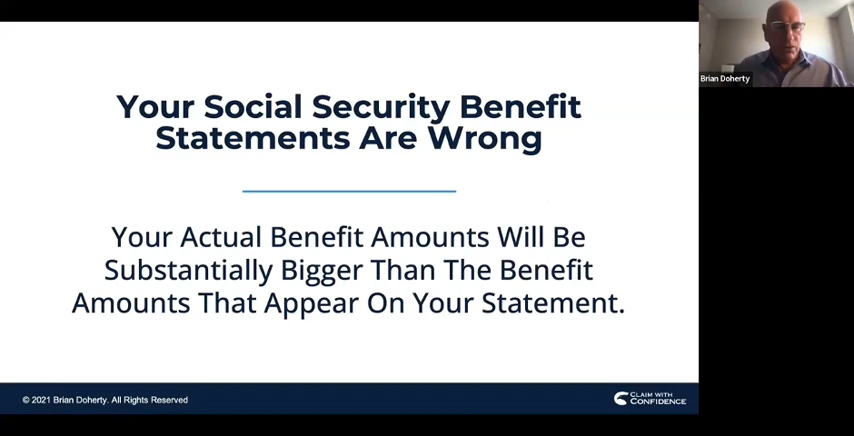 Your Social Security Benefit
Statements Are Wrong
Your Actual Benefit Amounts Will Be
Substantially Bigger Than The Benefit
Amounts That Appear On Your Statement.
© 2021 Brian Doherty. All Rights Reserved
CLAIM WITH
CONFIDENCE
Brian Doherty